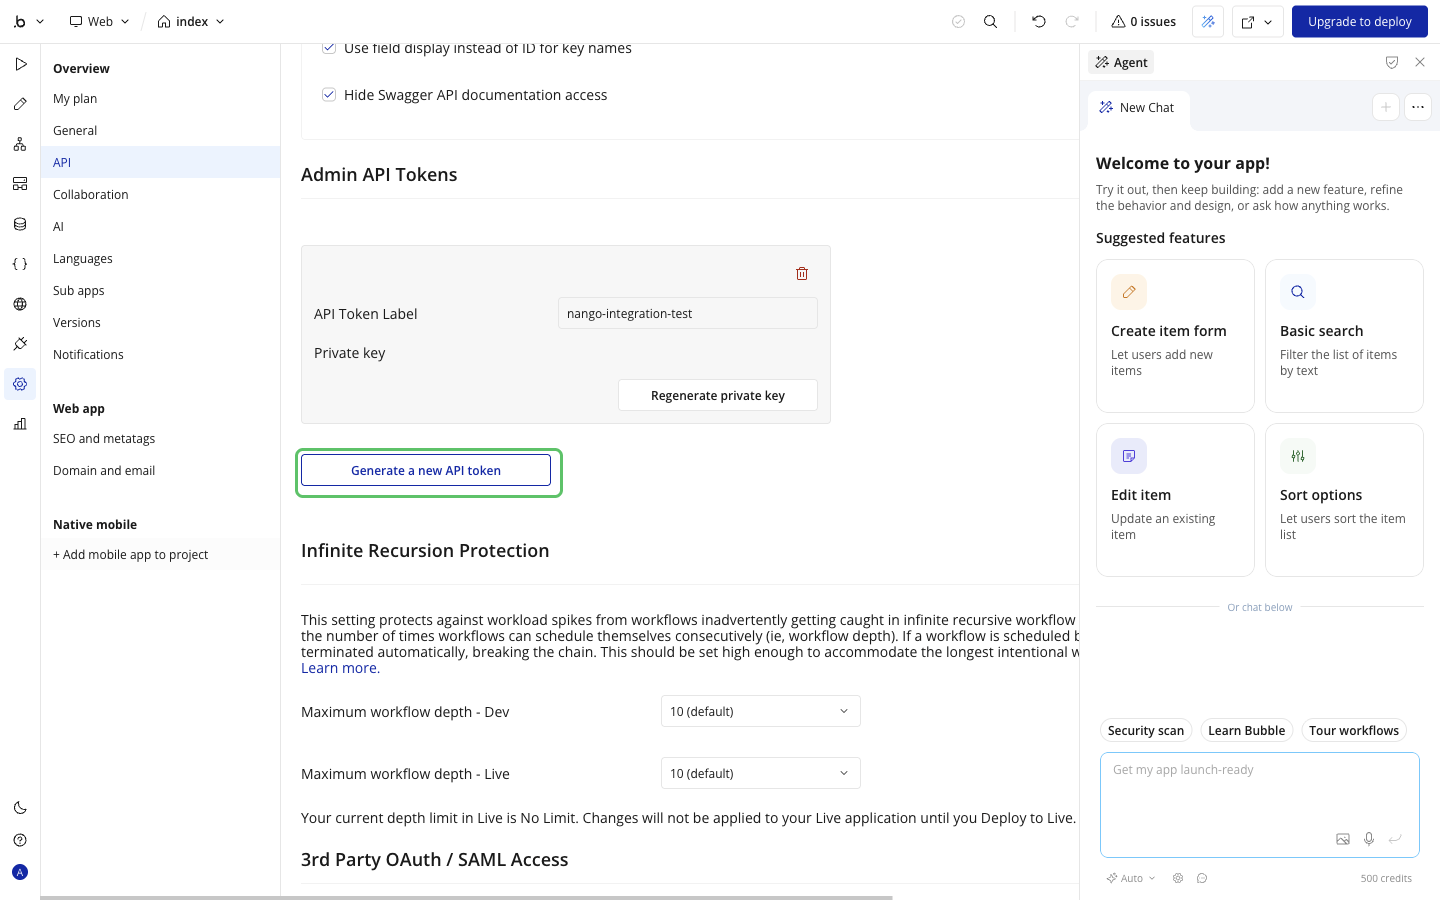 .b
Web
index
0 issues
Upgrade to deploy
Overview
My plan
General
API
Collaboration
AI
Languages
Sub apps
Versions
Notifications
Web app
SEO and metatags
Domain and email
Native mobile
+ Add mobile app to project
A
Use field display instead of ID for key names
Hide Swagger API documentation access
Admin API Tokens
API Token Label
nango-integration-test
Private key
Regenerate private key
Generate a new API token
Infinite Recursion Protection
This setting protects against workload spikes from workflows inadvertently getting caught in infinite recursive workflow
the number of times workflows can schedule themselves consecutively (ie, workflow depth). If a workflow is scheduled b
terminated automatically, breaking the chain. This should be set high enough to accommodate the longest intentional w
Learn more.
Maximum workflow depth - Dev
10 (default)
Maximum workflow depth - Live
10 (default)
Your current depth limit in Live is No Limit. Changes will not be applied to your Live application until you Deploy to Live.
3rd Party OAuth / SAML Access
Agent
New Chat
Welcome to your app!
Try it out, then keep building: add a new feature, refine
the behavior and design, or ask how anything works.
Suggested features
Create item form
Let users add new
items
Basic search
Filter the list of items
by text
Edit item
Update an existing
item
Sort options
Let users sort the item
list
Or chat below
Security scan
Learn Bubble
Tour workflows
Get my app launch-ready
Auto
500 credits